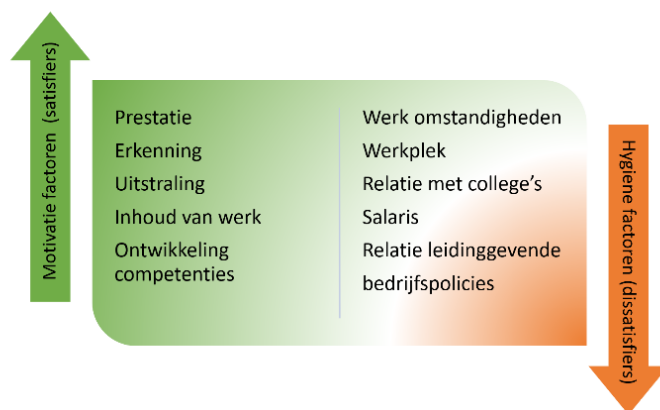 Motivatie factoren (satisfiers)
Prestatie
Erkenning
Uitstraling
Inhoud van werk
Ontwikkeling
competenties
Werk omstandigheden
Werkplek
Relatie met college's
Salaris
Relatie leidinggevende
bedrijfspolicies
Hygiene factoren (dissatisfiers)